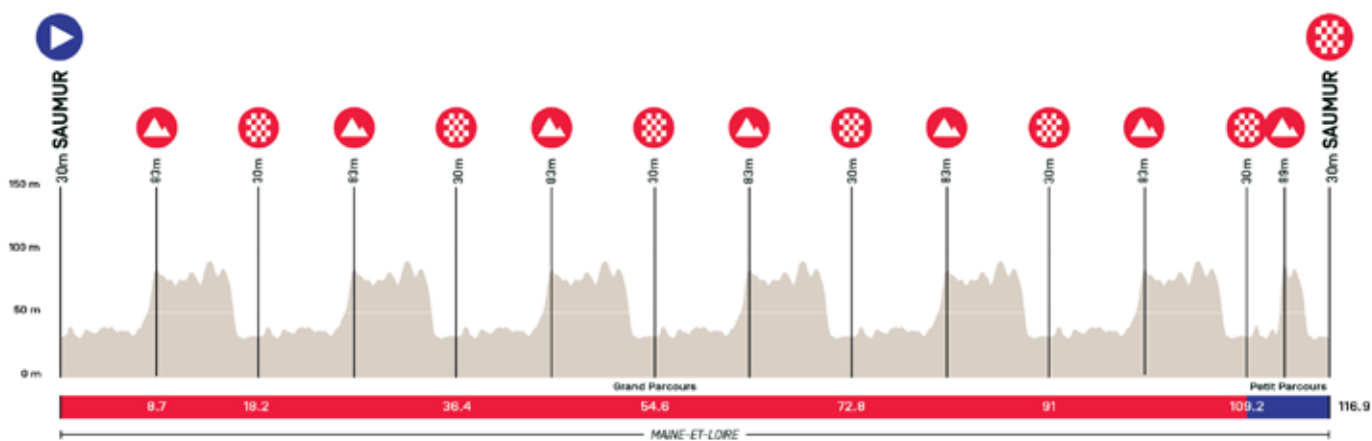 30m SAUMUR
83m
30m
83m
30m
83m
30m
83m
30m
83m
30m
83m
30m
89m
30m SAUMUR
150 m
100 m
50 m
0 m
Grand Parcours
Petit Parcours
8.7
18.2
36.4
54.6
72.8
91
109.2
116.9
MAINE-ET-LOIRE